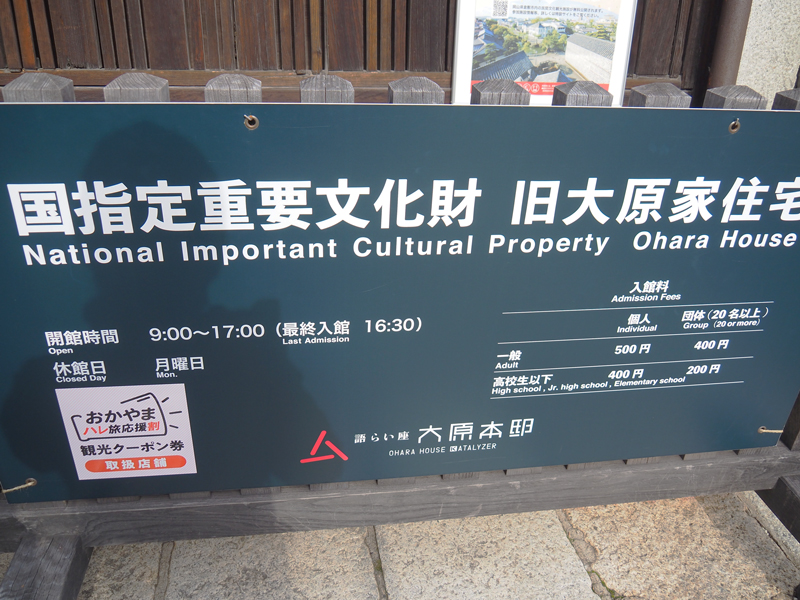 国指定重要文化財 旧大原家住宅
National Important Cultural Property Ohara House
入館料
Admission Fees
個人 団体(20名以上)
Individual Group (20 or more)
開館時間 9:00〜17:00(最終入館 16:30)
Open Last Admission
一般 500円 400円
Adult
休館日 月曜日
Closed Day Mon.
高校生以下 400円 200円
High school , Jr. high school , Elementary school
おかやま
ハレ旅応援割
観光クーポン券
取扱店舗
語らい座 大原本邸
OHARA HOUSE KATALYZER